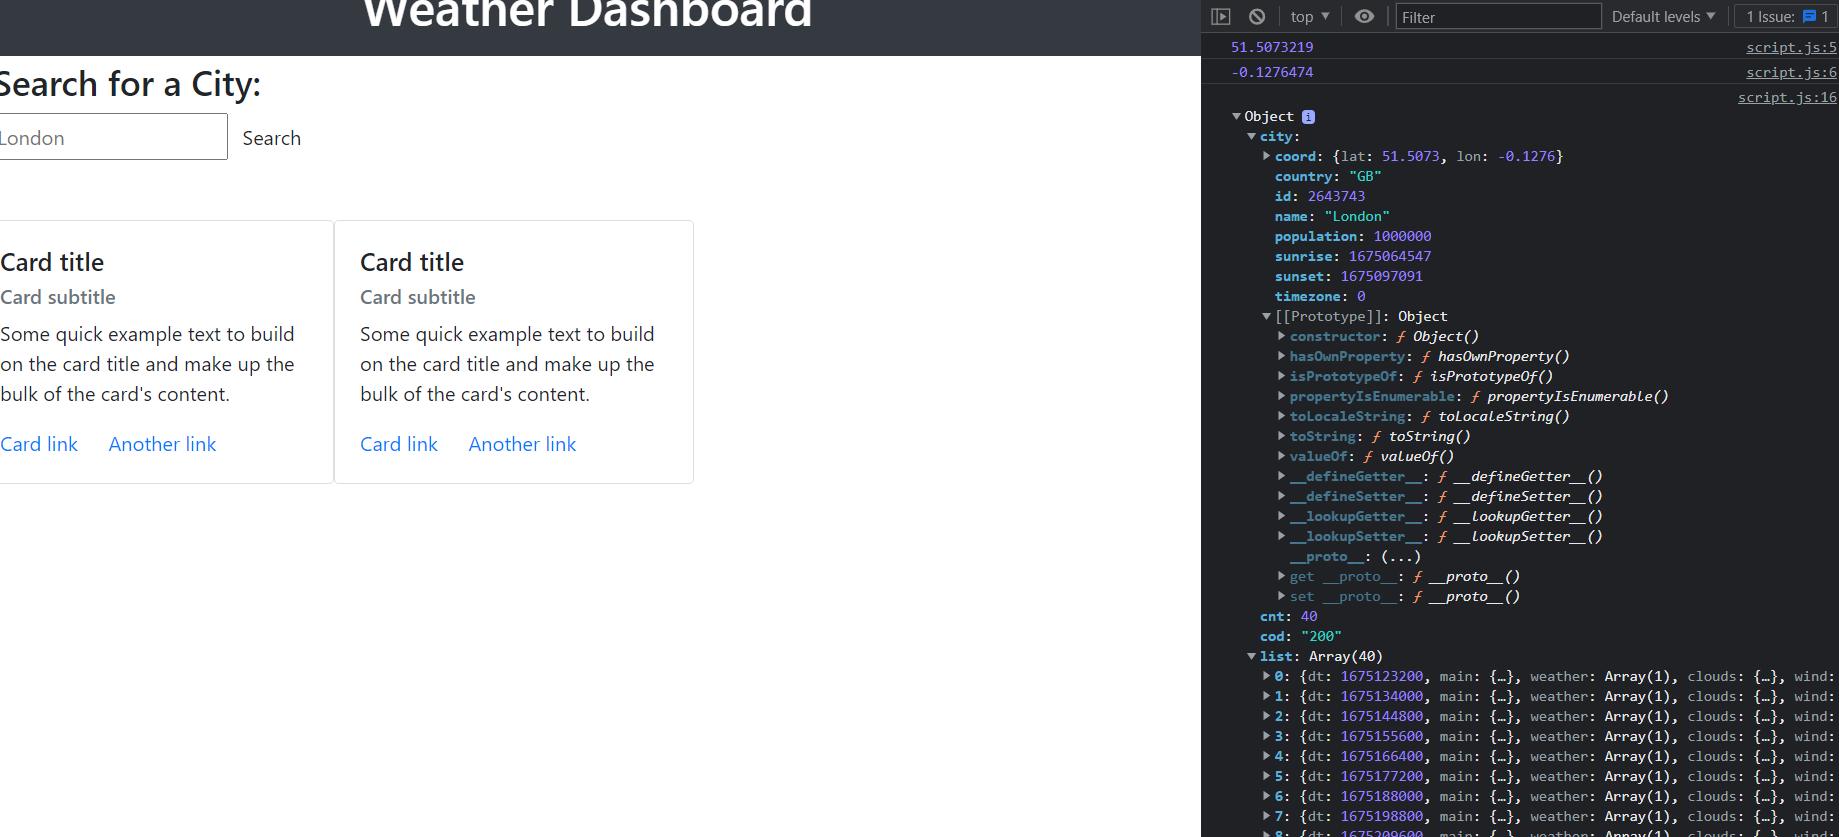 Weather Dashboard
Search for a City:
London
Search
Card title
Card subtitle
Some quick example text to build
on the card title and make up the
bulk of the card's content.
Card link Another link
Card title
Card subtitle
Some quick example text to build
on the card title and make up the
bulk of the card's content.
Card link Another link
top Filter Default levels 1 Issue: 1
51.5073219 script.js:5
-0.1276474 script.js:6
script.js:16
Object i
city:
coord: {lat: 51.5073, lon: -0.1276}
country: "GB"
id: 2643743
name: "London"
population: 1000000
sunrise: 1675064547
sunset: 1675097091
timezone: 0
[[Prototype]]: Object
constructor: ƒ Object()
hasOwnProperty: ƒ hasOwnProperty()
isPrototypeOf: ƒ isPrototypeOf()
propertyIsEnumerable: ƒ propertyIsEnumerable()
toLocaleString: ƒ toLocaleString()
toString: ƒ toString()
valueOf: ƒ valueOf()
__defineGetter__: ƒ __defineGetter__()
__defineSetter__: ƒ __defineSetter__()
__lookupGetter__: ƒ __lookupGetter__()
__lookupSetter__: ƒ __lookupSetter__()
__proto__: (...)
get __proto__: ƒ __proto__()
set __proto__: ƒ __proto__()
cnt: 40
cod: "200"
list: Array(40)
0: {dt: 1675123200, main: {…}, weather: Array(1), clouds: {…}, wind:
1: {dt: 1675134000, main: {…}, weather: Array(1), clouds: {…}, wind:
2: {dt: 1675144800, main: {…}, weather: Array(1), clouds: {…}, wind:
3: {dt: 1675155600, main: {…}, weather: Array(1), clouds: {…}, wind:
4: {dt: 1675166400, main: {…}, weather: Array(1), clouds: {…}, wind:
5: {dt: 1675177200, main: {…}, weather: Array(1), clouds: {…}, wind:
6: {dt: 1675188000, main: {…}, weather: Array(1), clouds: {…}, wind:
7: {dt: 1675198800, main: {…}, weather: Array(1), clouds: {…}, wind:
8: {dt: 1675209600, main: {…}, weather: Array(1), clouds: {…}, wind: